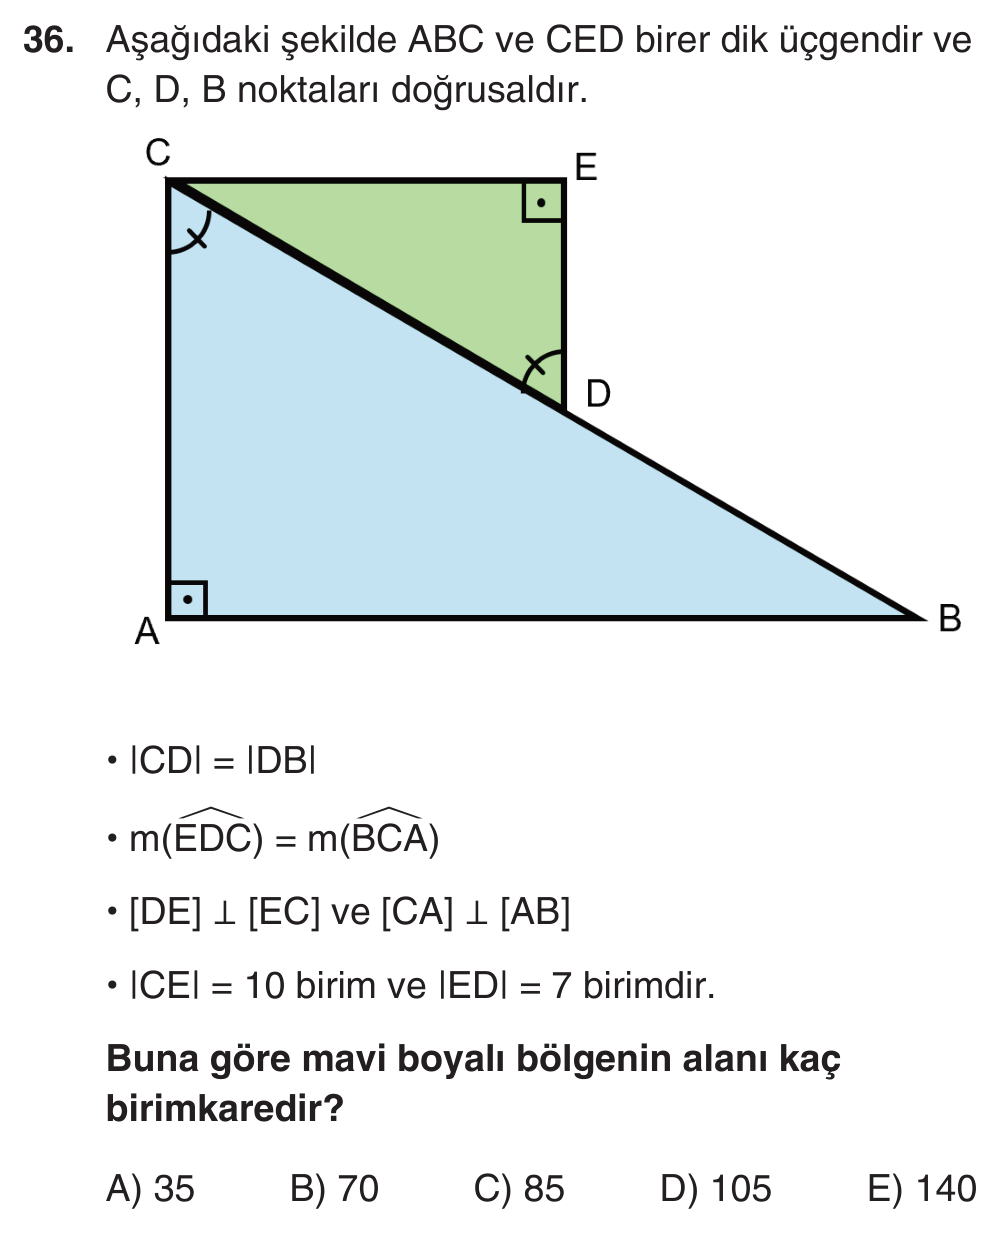 36. Aşağıdaki şekilde ABC ve CED birer dik üçgendir ve
C, D, B noktaları doğrusaldır.
C
E
D
A
B
• |CD| = |DB|
• m(EDC) = m(BCA)
• [DE] ⊥ [EC] ve [CA] ⊥ [AB]
• |CE| = 10 birim ve |ED| = 7 birimdir.
Buna göre mavi boyalı bölgenin alanı kaç
birimkaredir?
A) 35 B) 70 C) 85 D) 105 E) 140